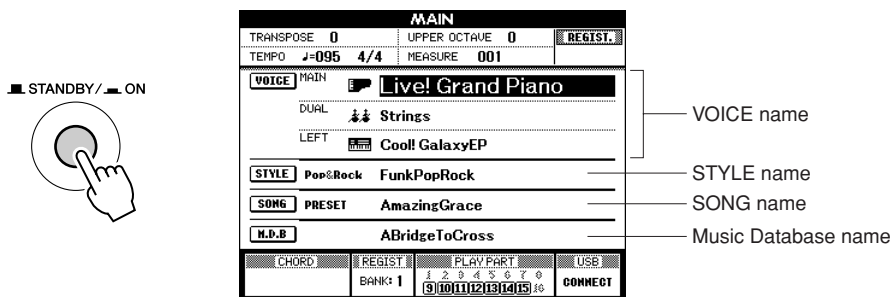 MAIN
TRANSPOSE 0 UPPER OCTAVE 0 REGIST.
TEMPO ♩=095 4/4 MEASURE 001
STANDBY/ ON
VOICE MAIN Live! Grand Piano
DUAL Strings
LEFT Cool! GalaxyEP
VOICE name
STYLE Pop&Rock FunkPopRock STYLE name
SONG PRESET AmazingGrace SONG name
M.D.B ABridgeToCross Music Database name
CHORD REGIST PLAY PART USB
1 2 3 4 5 6 7 8
BANK: 1 9 10 11 12 13 14 15 16 CONNECT